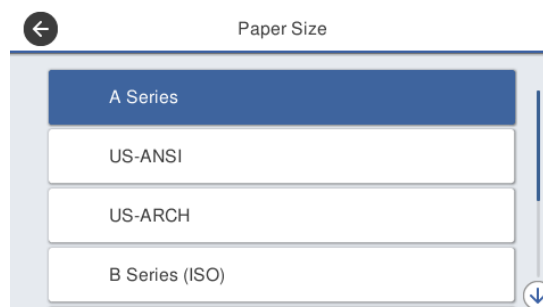 Paper Size
A Series
US-ANSI
US-ARCH
B Series (ISO)